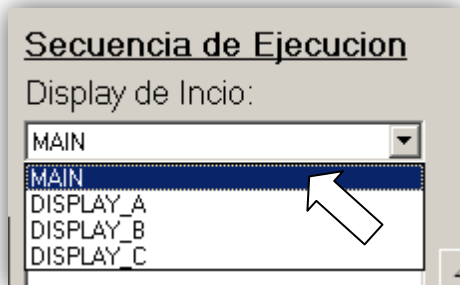 Secuencia de Ejecucion
Display de Incio:
MAIN
MAIN
DISPLAY_A
DISPLAY_B
DISPLAY_C